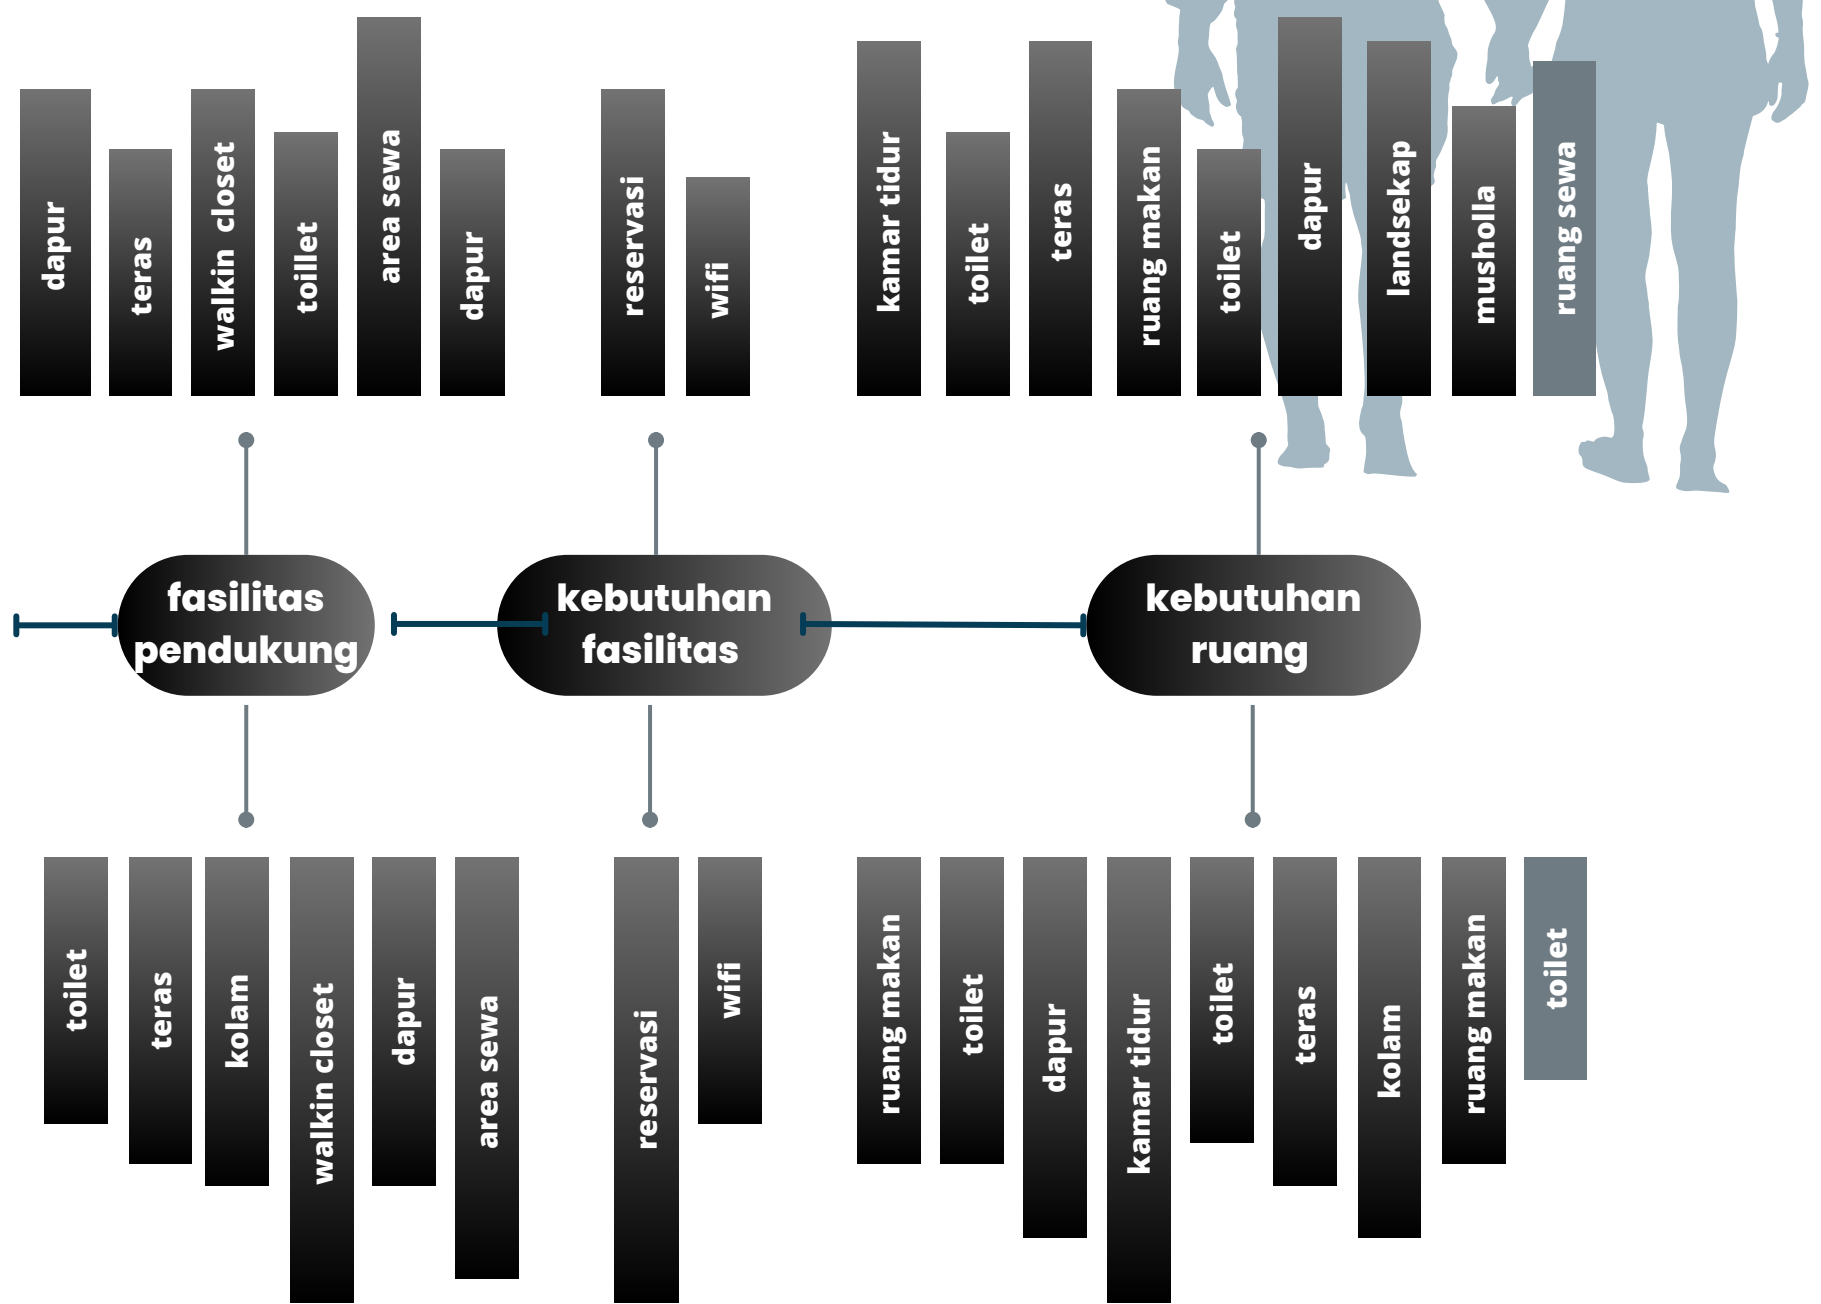 dapur
teras
walkin closet
toillet
area sewa
dapur
reservasi
wifi
kamar tidur
toilet
teras
ruang makan
toilet
dapur
landsekap
musholla
ruang sewa
fasilitas
pendukung
kebutuhan
fasilitas
kebutuhan
ruang
toilet
teras
kolam
walkin closet
dapur
area sewa
reservasi
wifi
ruang makan
toilet
dapur
kamar tidur
toilet
teras
kolam
ruang makan
toilet